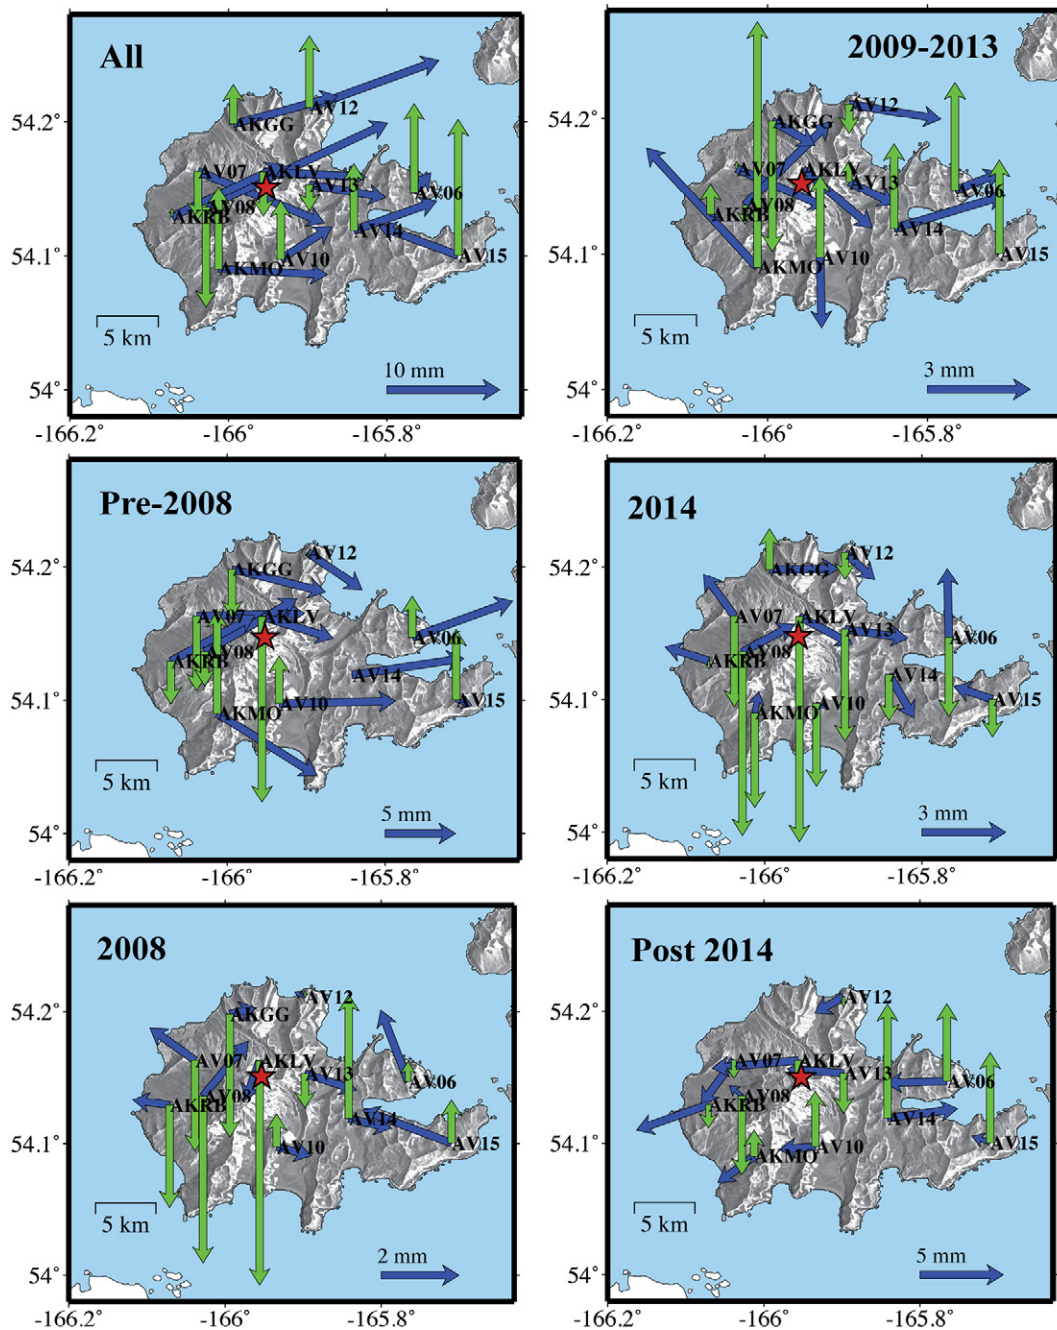 All
AV12
54.2°
AKGG
AV07
AKLV
AV13
AV06
AV08
AKRB
AV14
54.1°
AV10
AV15
AKMO
5 km
10 mm
54°
-166.2
-166
-165.8
2009-2013
AV12
54.2°
AKGG
AV07
AKLV
AV13
AV06
AV08
AKRB
AV14
54.1°
AV10
AV15
AKMO
5 km
3 mm
54°
-166.2
-166
-165.8
Pre-2008
AV12
54.2°
AKGG
AV07
AKLV
AV06
AV08
AKRB
AV14
54.1°
AV10
AV15
AKMO
5 km
5 mm
54°
-166.2
-166
-165.8
2014
AV12
54.2°
AKGG
AV07
AKLV
AV13
AV06
AV08
AKRB
AV14
54.1°
AV10
AV15
AKMO
5 km
3 mm
54°
-166.2
-166
-165.8
2008
AV12
54.2°
AKGG
AV07
AKLV
AV13
AV06
AV08
AKRB
AV14
54.1°
AV10
AV15
5 km
2 mm
54°
-166.2
-166
-165.8
Post 2014
AV12
54.2°
AV07
AKLV
AV13
AV06
AV08
AKRB
AV14
54.1°
AV10
AV15
AKMO
5 km
5 mm
54°
-166.2
-166
-165.8